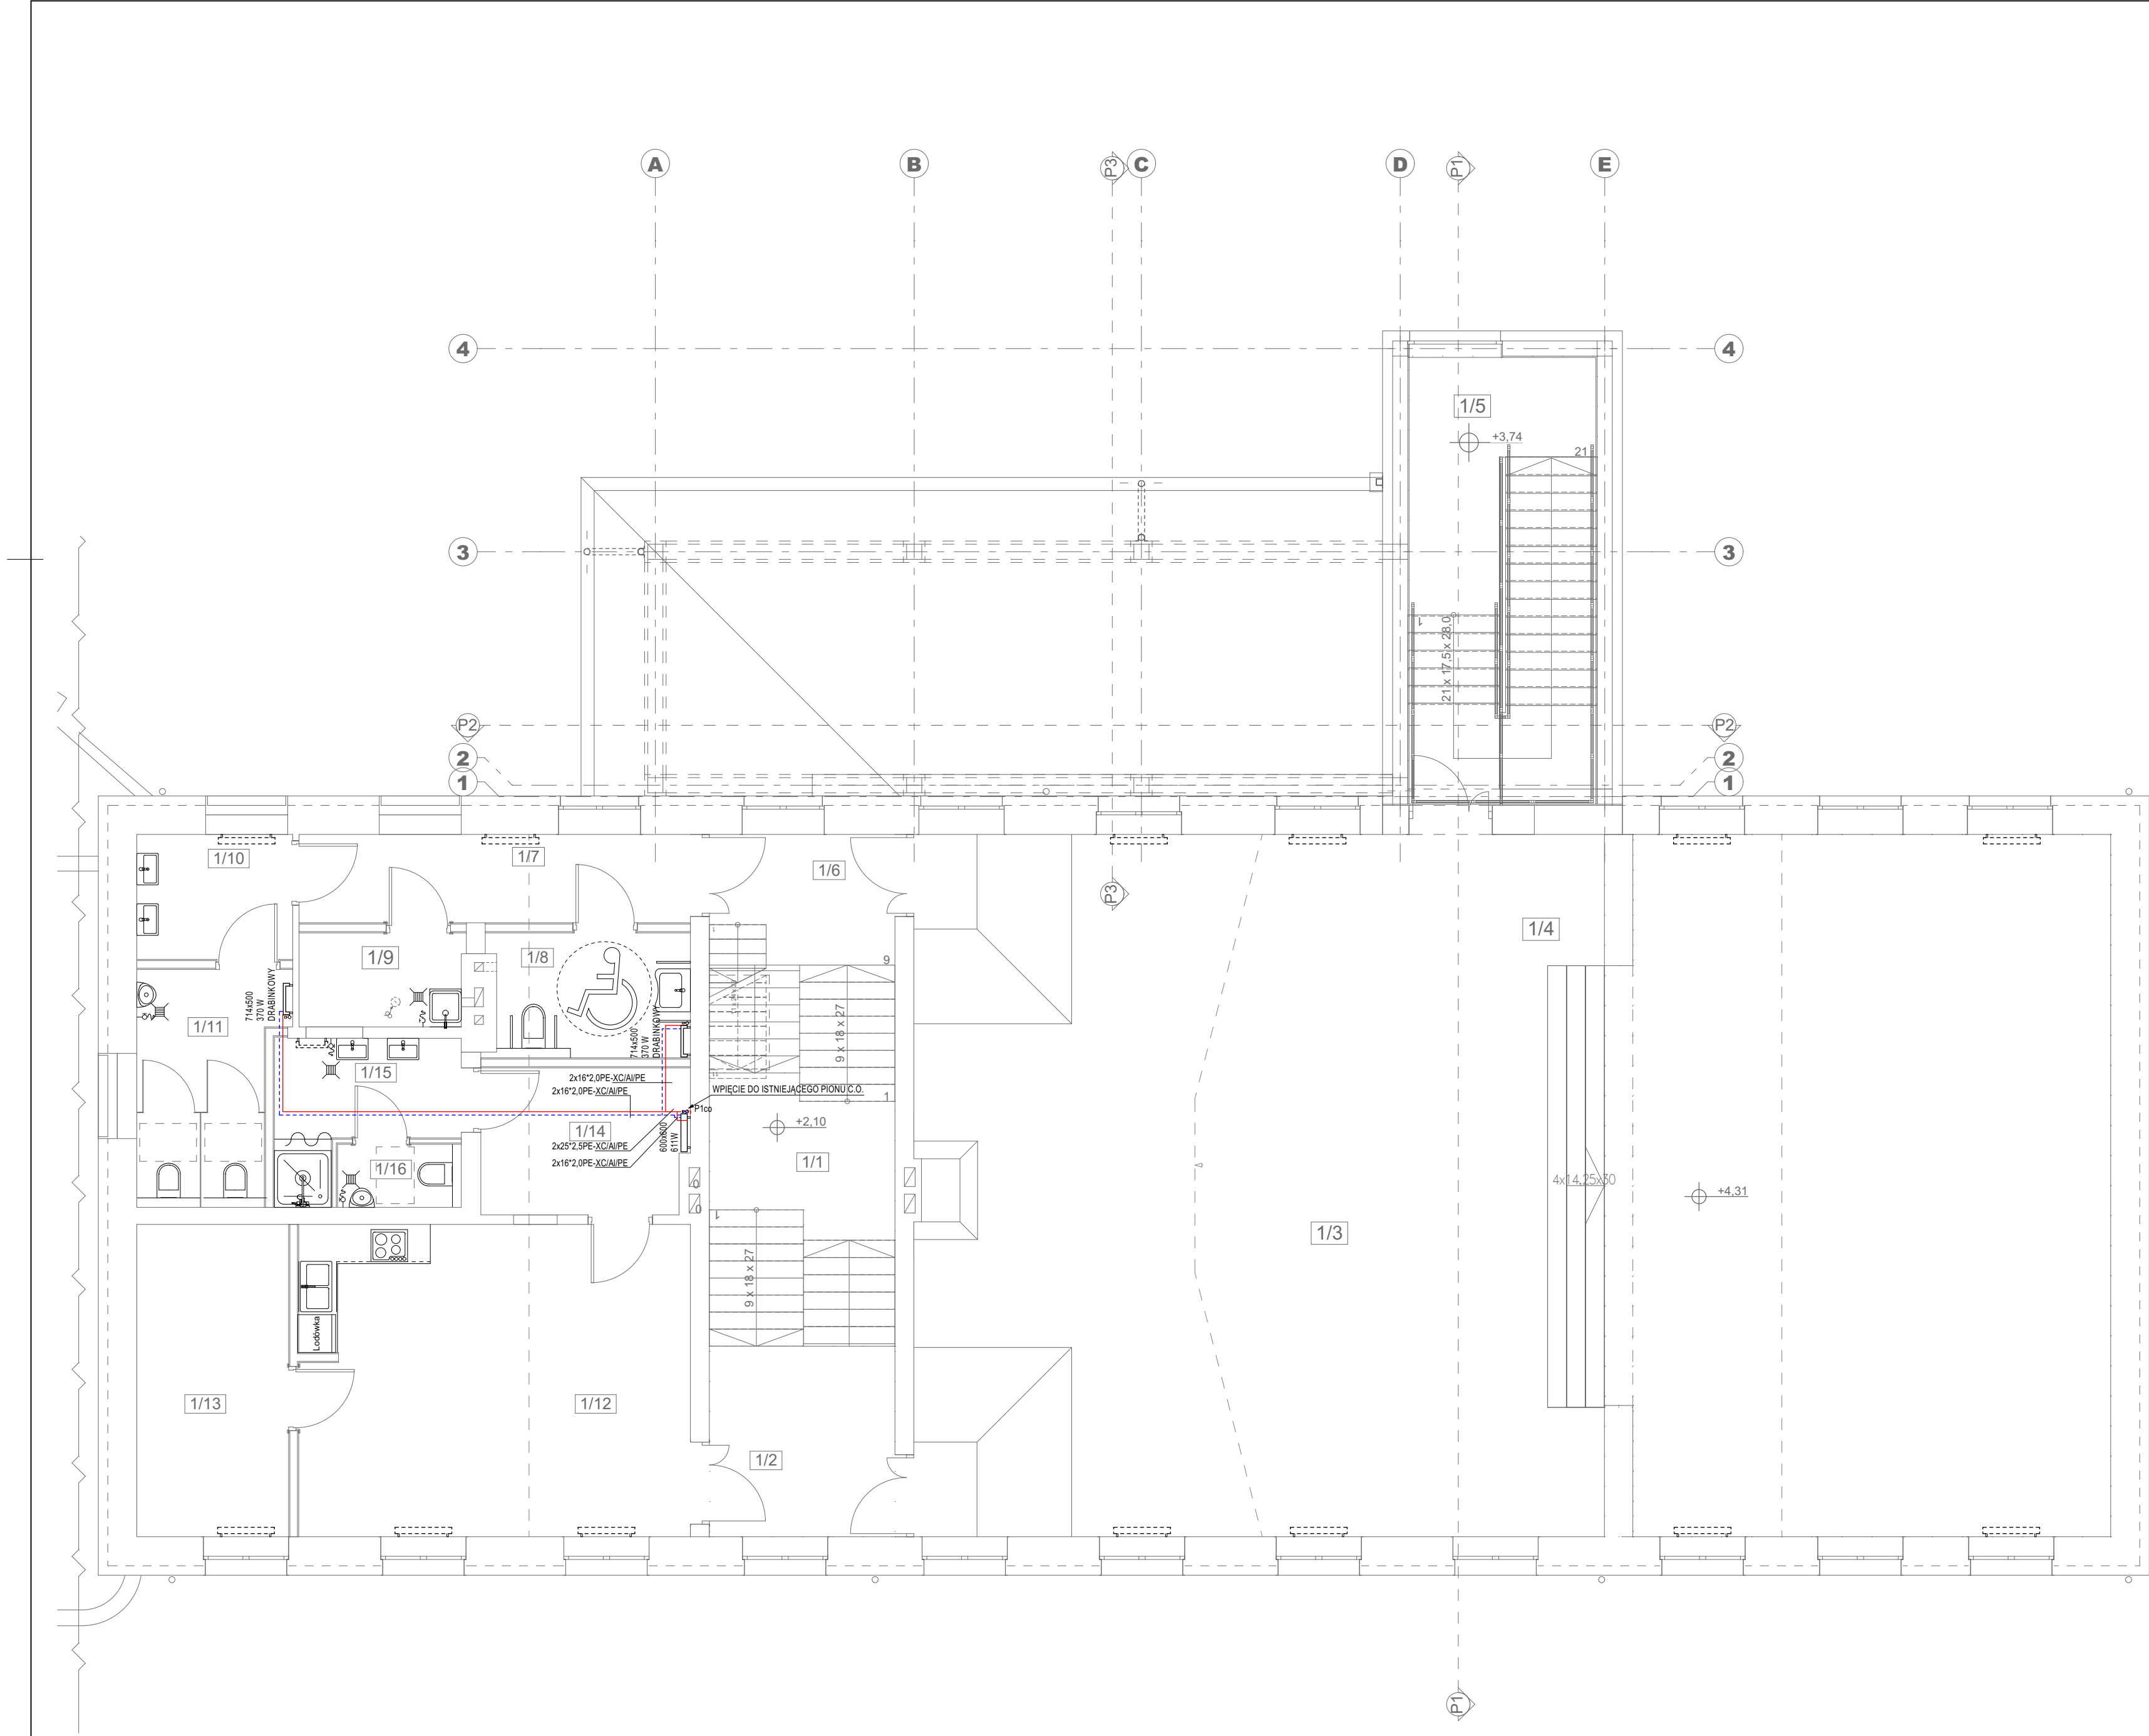 A
B
P3
C
D
P1
E
4
4
1/5
+3,74
21
3
3
1
21 x 17,5 x 28,0
P2
P2
2
2
1
1
1/10
1/7
1/6
P3
1/9
1/8
1/4
9
714x500
370 W
DRABINKOWY
1/11
9 x 18 x 27
714x500
370 W
DRABINKOWY
1/15
2x16*2,0PE-XC/Al/PE
2x16*2,0PE-XC/Al/PE
WPIĘCIE DO ISTNIEJĄCEGO PIONU C.O.
1
P1co
+2,10
1/14
600x600
611W
2x25*2,5PE-XC/Al/PE
2x16*2,0PE-XC/Al/PE
1/16
1/1
4x14,25x30
+4,31
1
1/3
9 x 18 x 27
Lodówka
1/13
1/12
1/2
P1